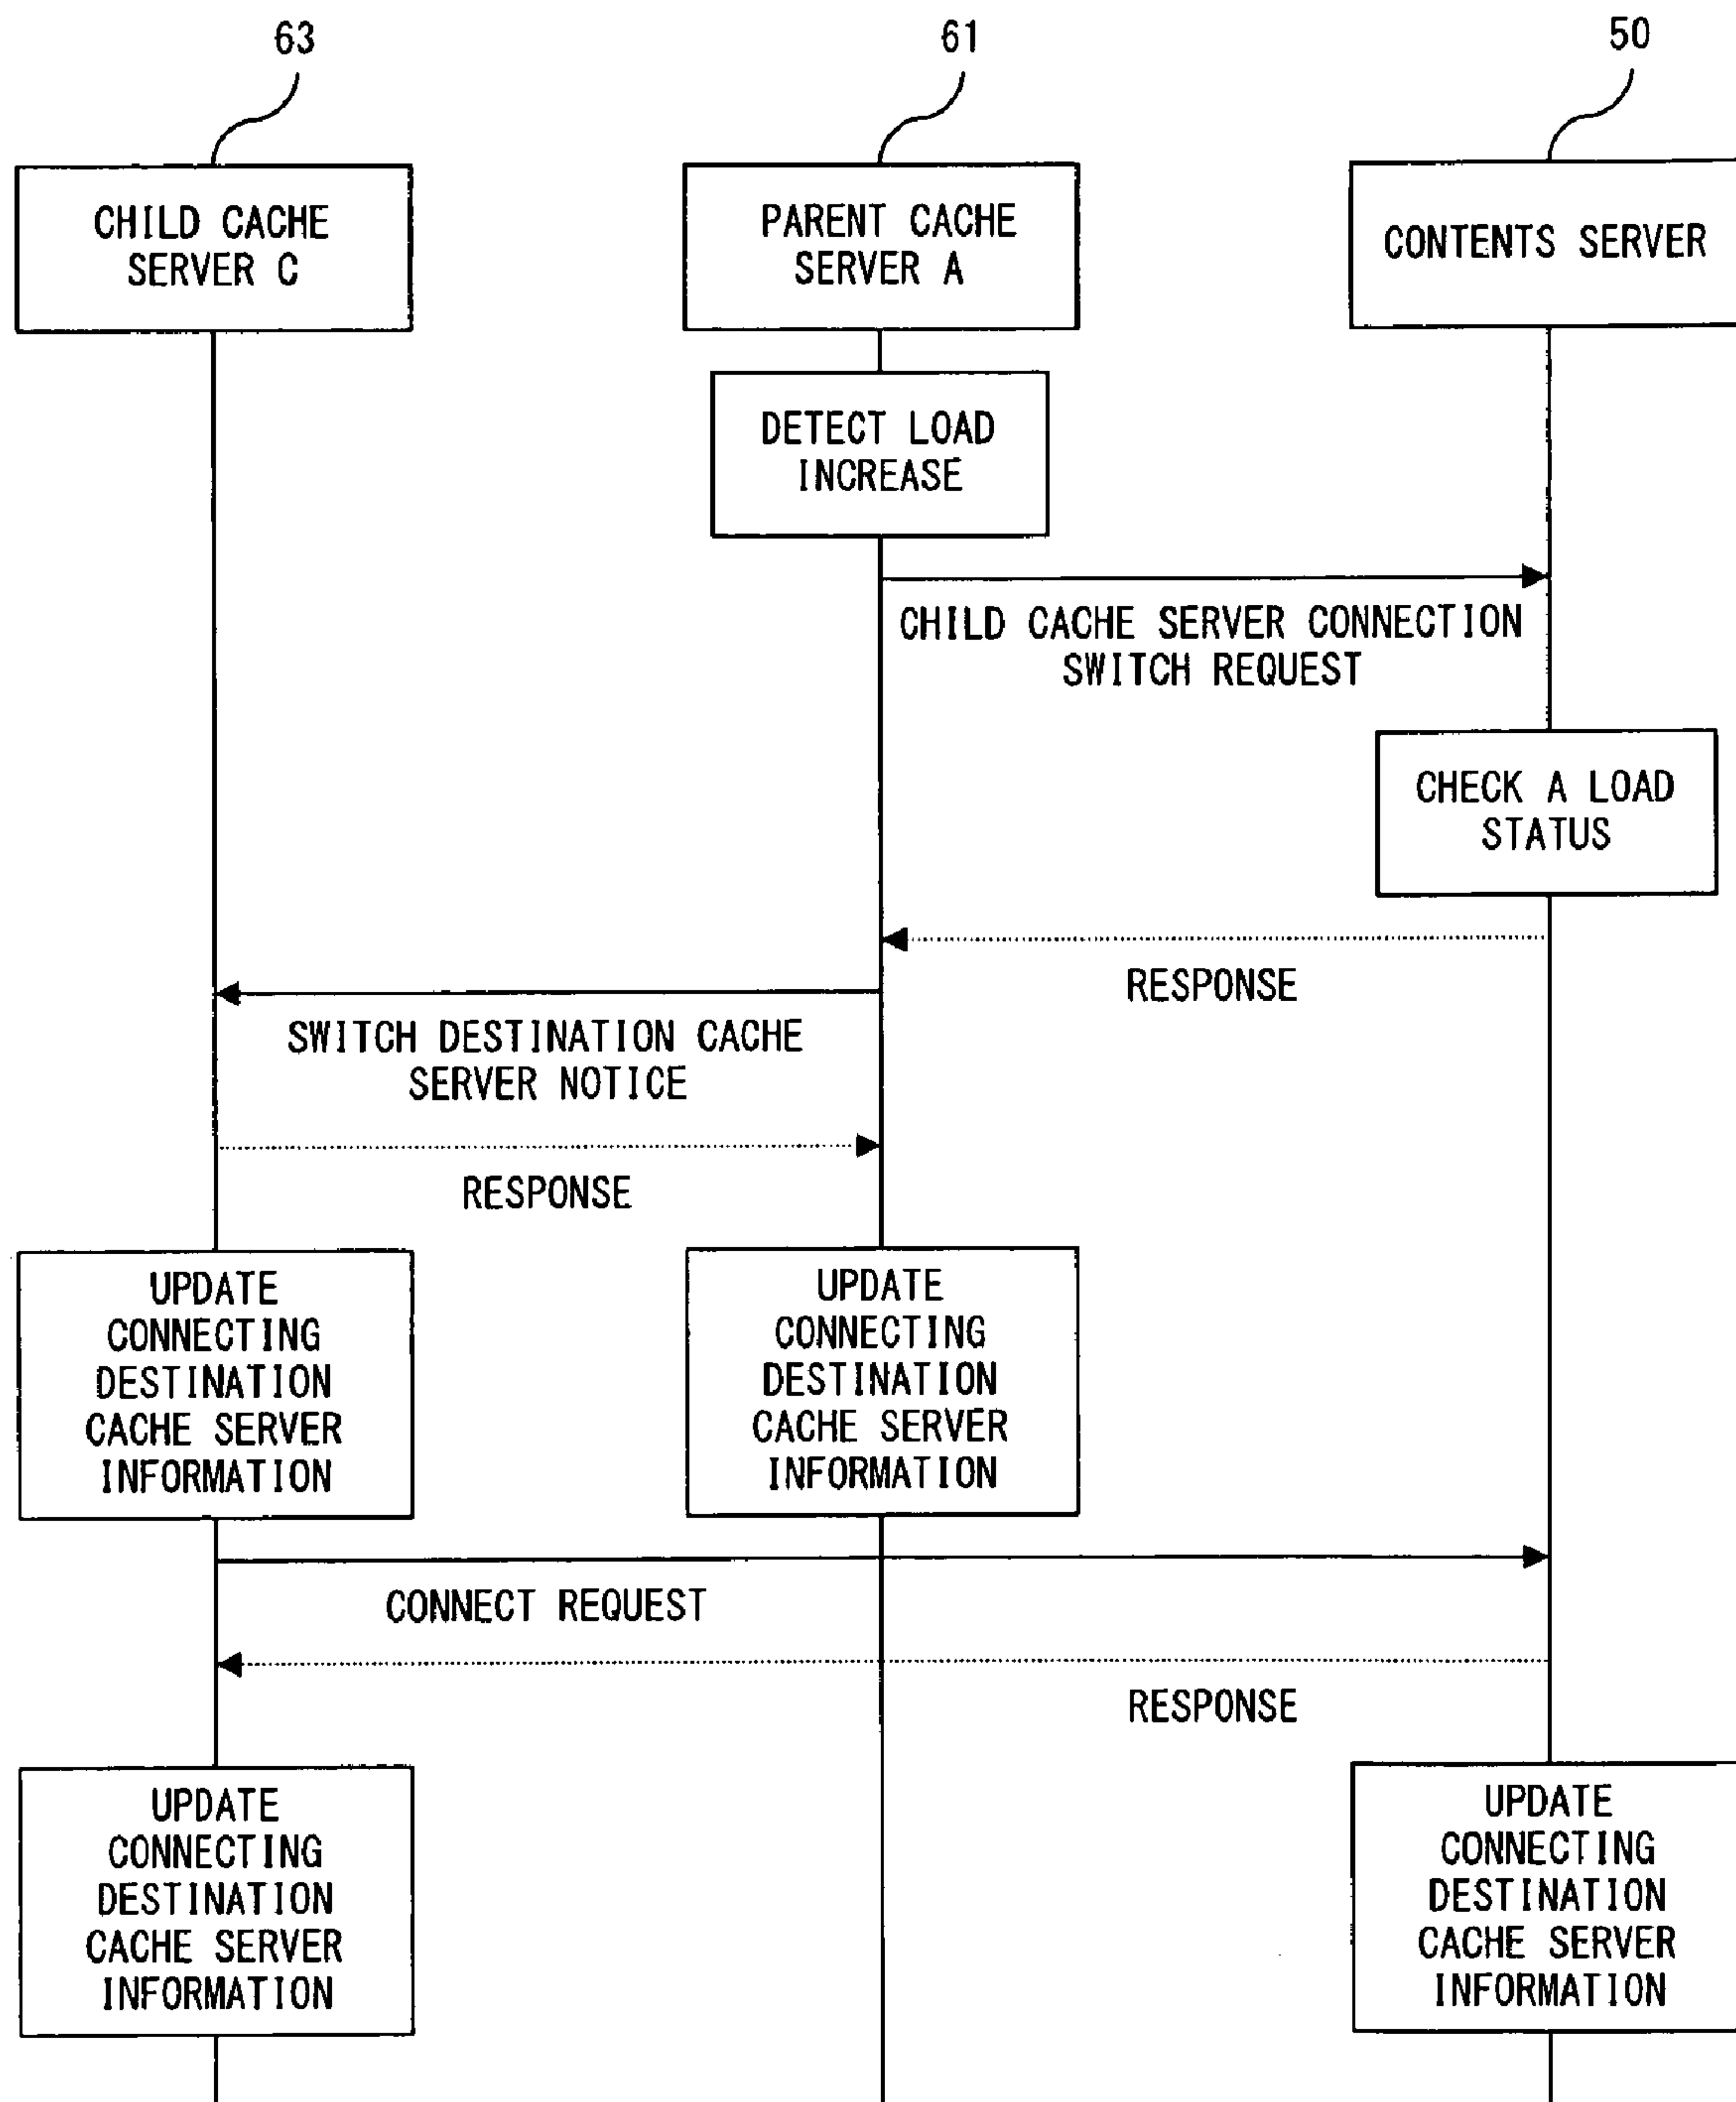 63
61
50
CHILD CACHE
SERVER C
PARENT CACHE
SERVER A
CONTENTS SERVER
DETECT LOAD
INCREASE
CHILD CACHE SERVER CONNECTION
SWITCH REQUEST
CHECK A LOAD
STATUS
RESPONSE
SWITCH DESTINATION CACHE
SERVER NOTICE
RESPONSE
UPDATE
CONNECTING
DESTINATION
CACHE SERVER
INFORMATION
UPDATE
CONNECTING
DESTINATION
CACHE SERVER
INFORMATION
CONNECT REQUEST
RESPONSE
UPDATE
CONNECTING
DESTINATION
CACHE SERVER
INFORMATION
UPDATE
CONNECTING
DESTINATION
CACHE SERVER
INFORMATION